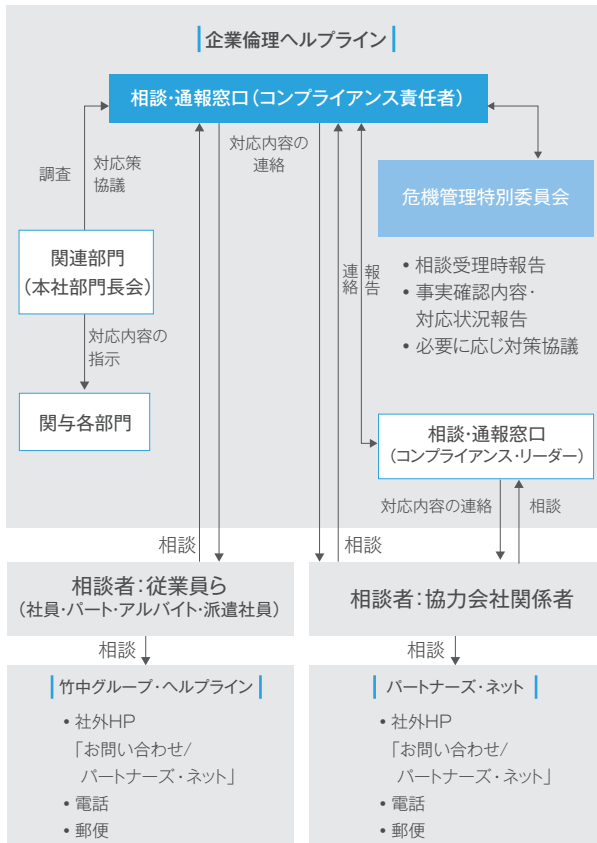 企業倫理ヘルプライン
相談・通報窓口（コンプライアンス責任者）
調査
対応策
協議
対応内容の
連絡
危機管理特別委員会
関連部門
（本社部門長会）
連絡
報告
• 相談受理時報告
• 事実確認内容・
対応状況報告
• 必要に応じ対策協議
対応内容の
指示
関与各部門
相談・通報窓口
（コンプライアンス・リーダー）
対応内容の連絡
相談
相談
相談
相談者：従業員ら
（社員・パート・アルバイト・派遣社員）
相談者：協力会社関係者
相談
相談
竹中グループ・ヘルプライン
• 社外HP
「お問い合わせ/
パートナーズ・ネット」
• 電話
• 郵便
パートナーズ・ネット
• 社外HP
「お問い合わせ/
パートナーズ・ネット」
• 電話
• 郵便